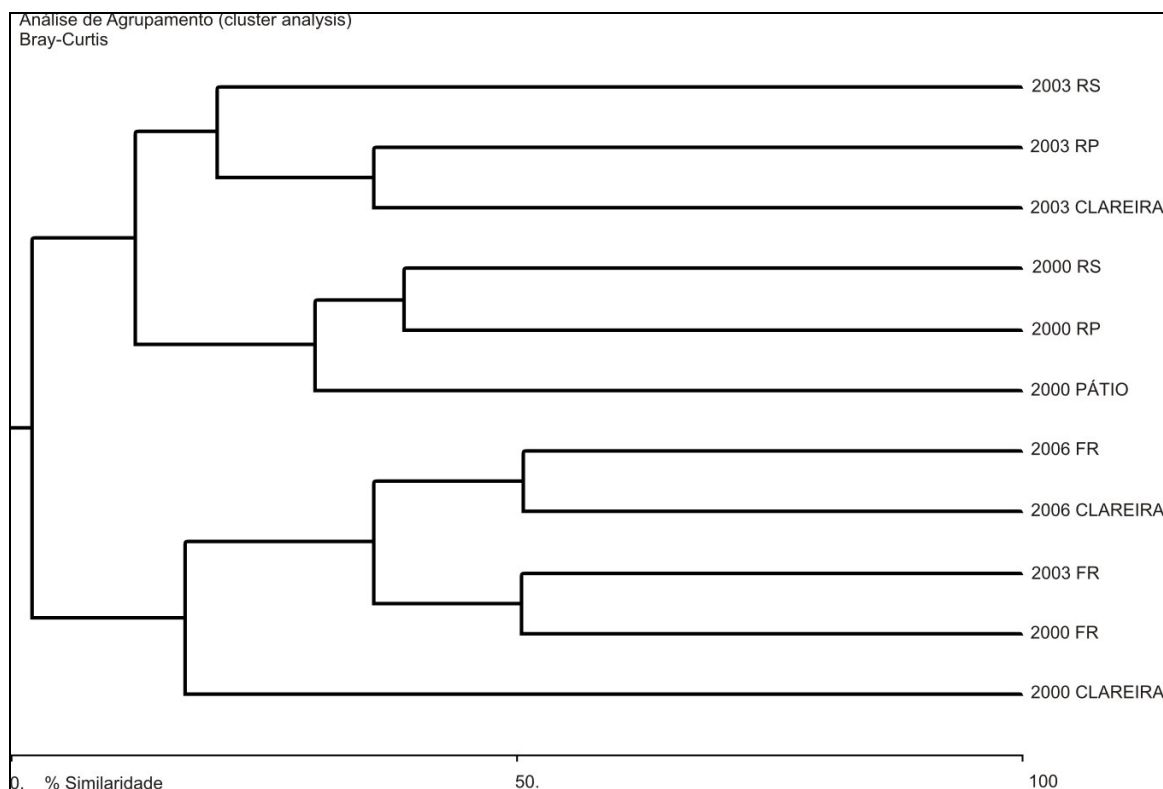 Análise de Agrupamento (cluster analysis)
Bray-Curtis
2003 RS
2003 RP
2003 CLAREIRA
2000 RS
2000 RP
2000 PÁTIO
2006 FR
2006 CLAREIRA
2003 FR
2000 FR
2000 CLAREIRA
0. % Similaridade 50. 100